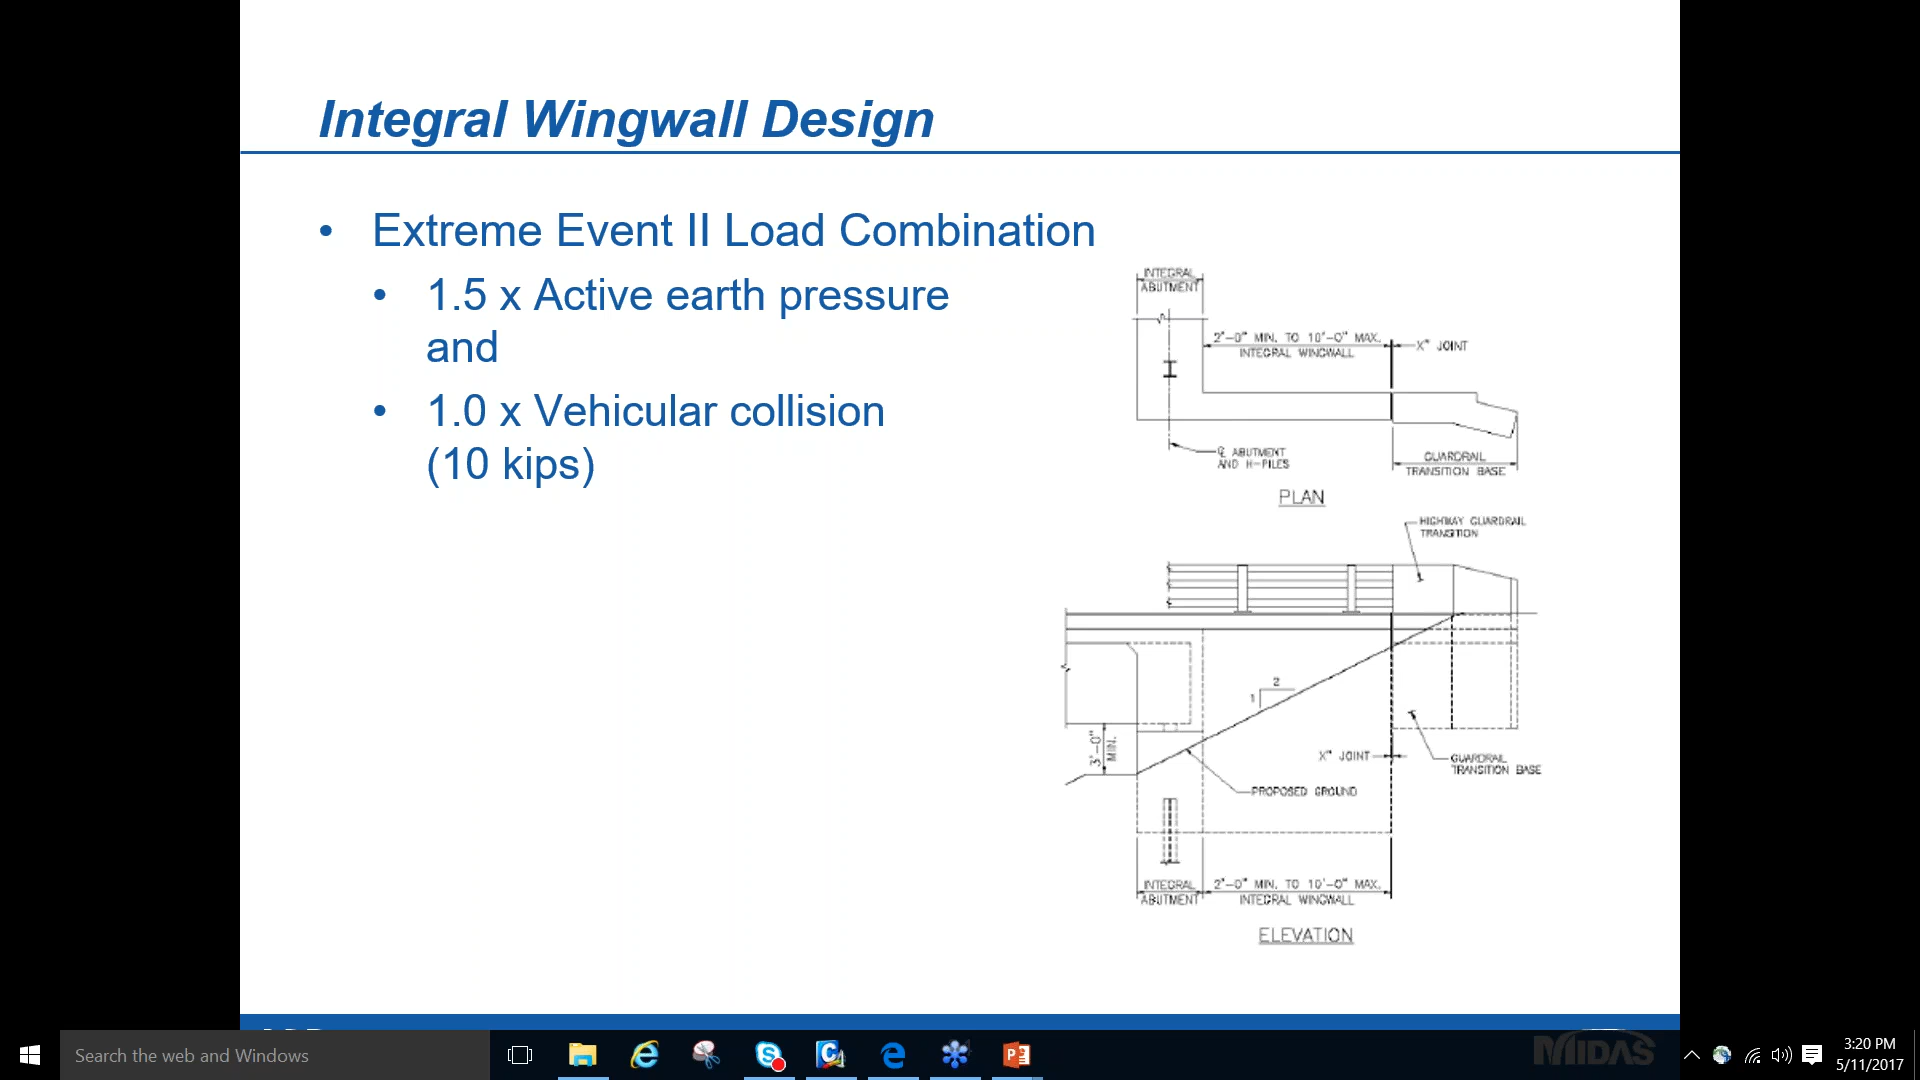 Integral Wingwall Design
• Extreme Event II Load Combination
• 1.5 x Active earth pressure
and
• 1.0 x Vehicular collision
(10 kips)
INTEGRAL
ABUTMENT
2'-0" MIN. TO 10'-0" MAX.
INTEGRAL WINGWALL
X" JOINT
℄ ABUTMENT
AND H-PILES
GUARDRAIL
TRANSITION BASE
PLAN
HIGHWAY GUARDRAIL
TRANSITION
2
1
3'-0"
MIN.
X" JOINT
GUARDRAIL
TRANSITION BASE
PROPOSED GROUND
INTEGRAL
ABUTMENT
2'-0" MIN. TO 10'-0" MAX.
INTEGRAL WINGWALL
ELEVATION
MIDAS
Search the web and Windows
3:20 PM
5/11/2017